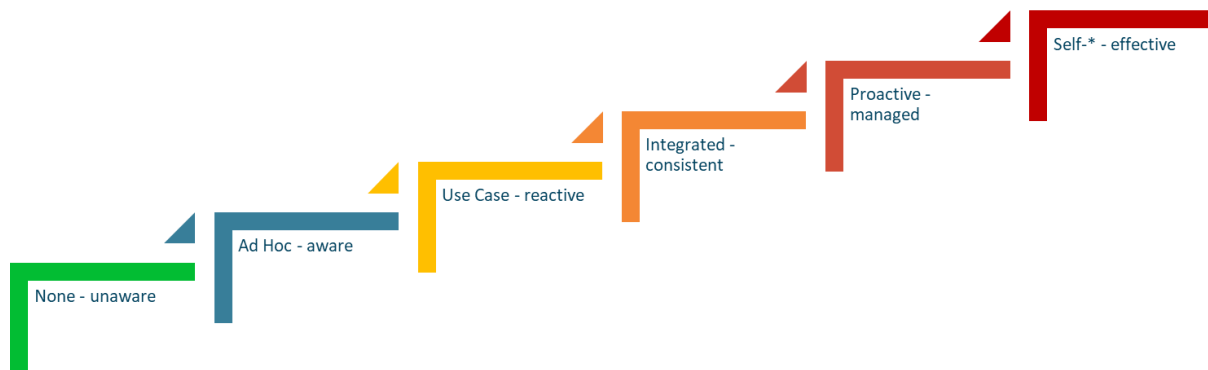 None - unaware
Ad Hoc - aware
Use Case - reactive
Integrated -
consistent
Proactive -
managed
Self-* - effective